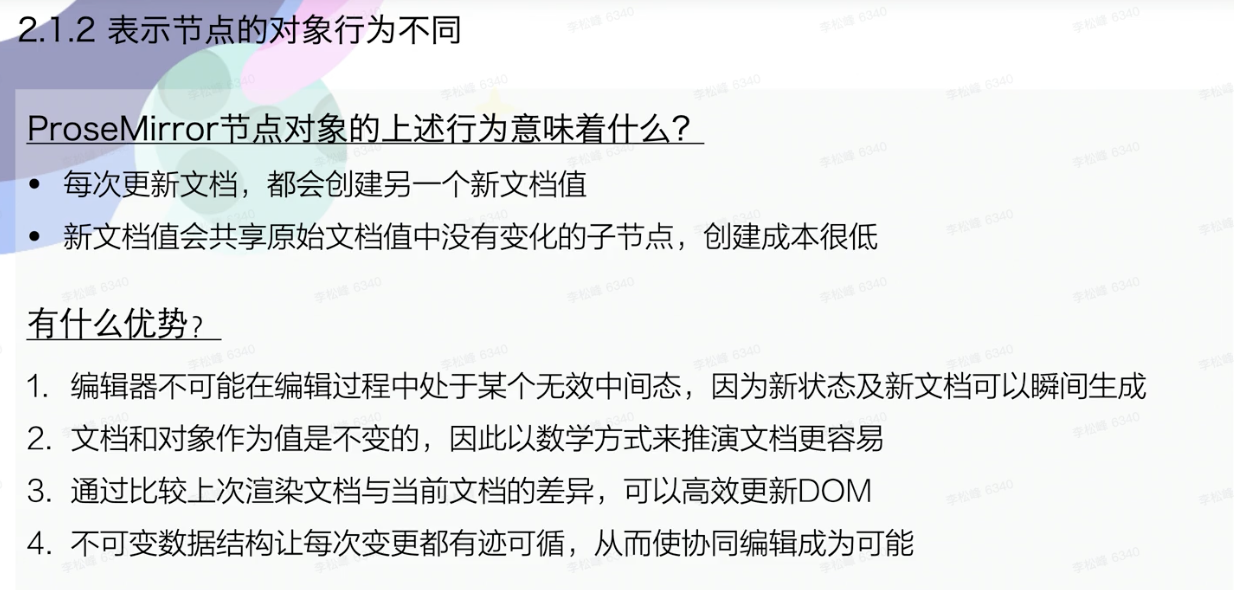 2.1.2 表示节点的对象行为不同
ProseMirror节点对象的上述行为意味着什么?
• 每次更新文档，都会创建另一个新文档值
• 新文档值会共享原始文档值中没有变化的子节点，创建成本很低
有什么优势?
1. 编辑器不可能在编辑过程中处于某个无效中间态，因为新状态及新文档可以瞬间生成
2. 文档和对象作为值是不变的，因此以数学方式来推演文档更容易
3. 通过比较上次渲染文档与当前文档的差异，可以高效更新DOM
4. 不可变数据结构让每次变更都有迹可循，从而使协同编辑成为可能
李松峰 6340